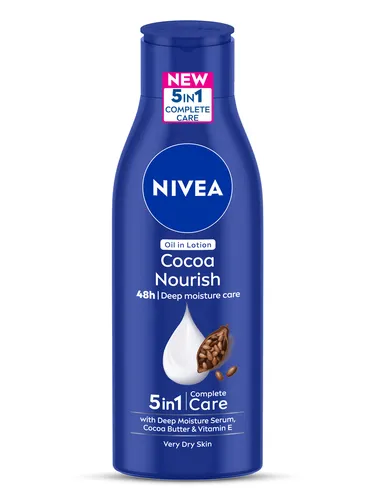 NEW
5IN1
COMPLETE
CARE
NIVEA
Oil in Lotion
Cocoa
Nourish
48h | Deep moisture care
5in1 | Complete Care
with Deep Moisture Serum,
Cocoa Butter & Vitamin E
Very Dry Skin